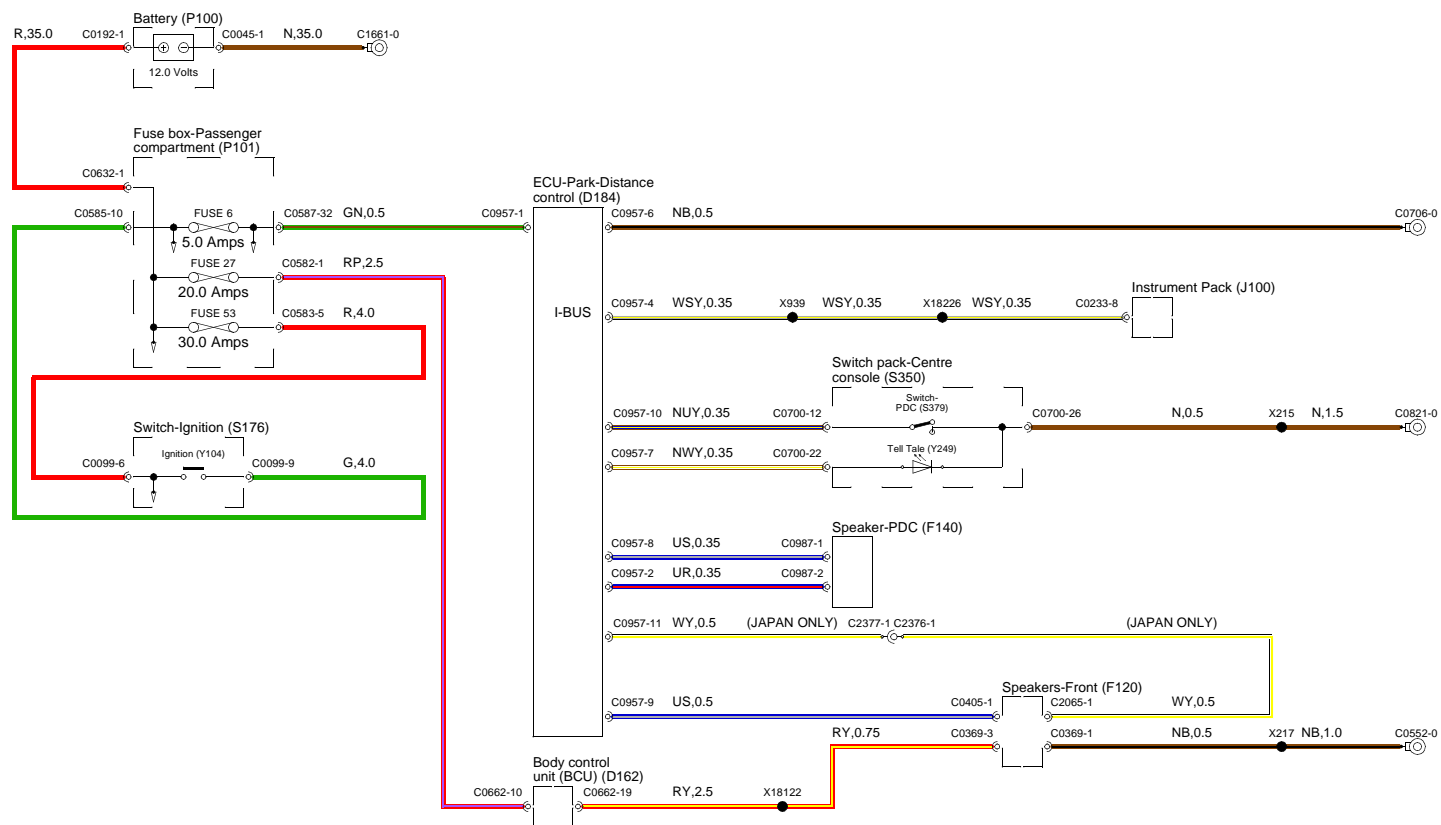 Battery (P100)
R,35.0 C0192-1 C0045-1 N,35.0 C1661-0
12.0 Volts
Fuse box-Passenger
compartment (P101)
C0632-1
C0585-10 FUSE 6 C0587-32 GN,0.5 C0957-1
5.0 Amps
FUSE 27 C0582-1 RP,2.5
20.0 Amps
FUSE 53 C0583-5 R,4.0
30.0 Amps
Switch-Ignition (S176)
Ignition (Y104)
C0099-6 C0099-9 G,4.0
ECU-Park-Distance
control (D184)
I-BUS
C0957-6 NB,0.5 C0706-0
C0957-4 WSY,0.35 X939 WSY,0.35 X18226 WSY,0.35 C0233-8
Instrument Pack (J100)
Switch pack-Centre
console (S350)
Switch-
PDC (S379)
C0957-10 NUY,0.35 C0700-12 C0700-26 N,0.5 X215 N,1.5 C0821-0
Tell Tale (Y249)
C0957-7 NWY,0.35 C0700-22
Speaker-PDC (F140)
C0957-8 US,0.35 C0987-1
C0957-2 UR,0.35 C0987-2
C0957-11 WY,0.5 (JAPAN ONLY) C2377-1 C2376-1 (JAPAN ONLY)
Speakers-Front (F120)
C0957-9 US,0.5 C0405-1 C2065-1 WY,0.5
RY,0.75 C0369-3 C0369-1 NB,0.5 X217 NB,1.0 C0552-0
Body control
unit (BCU) (D162)
C0662-10 C0662-19 RY,2.5 X18122